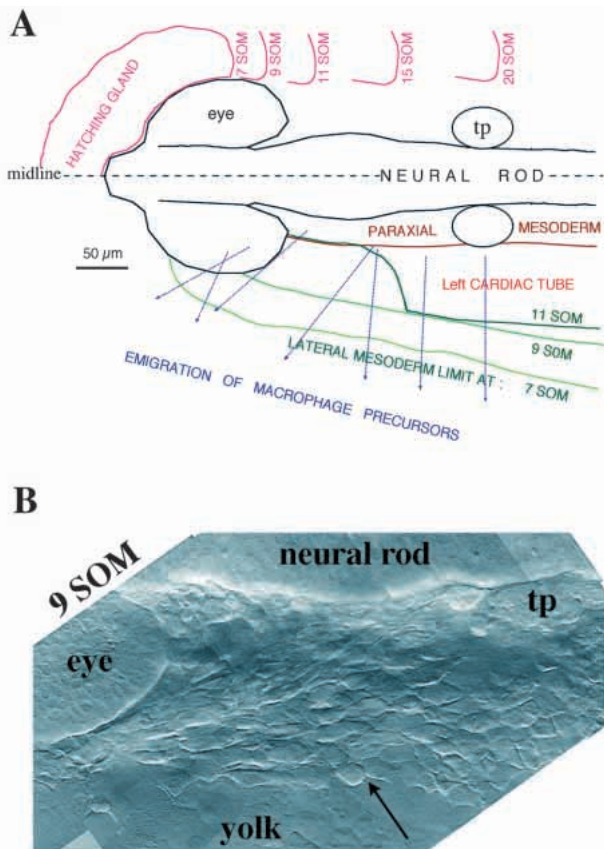 A
HATCHING GLAND
7 SOM
9 SOM
11 SOM
15 SOM
20 SOM
eye
tp
midline
NEURAL ROD
50 µm
PARAXIAL MESODERM
Left CARDIAC TUBE
11 SOM
9 SOM
LATERAL MESODERM LIMIT AT : 7 SOM
EMIGRATION OF MACROPHAGE PRECURSORS
B
9 SOM
neural rod
tp
eye
yolk